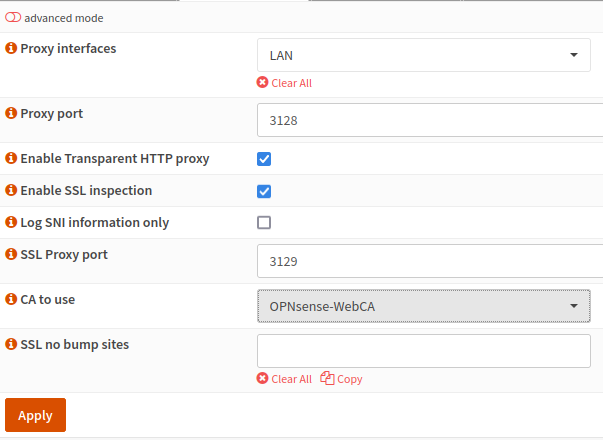 advanced mode
Proxy interfaces
LAN
Clear All
Proxy port
3128
Enable Transparent HTTP proxy
Enable SSL inspection
Log SNI information only
SSL Proxy port
3129
CA to use
OPNsense-WebCA
SSL no bump sites
Clear All Copy
Apply